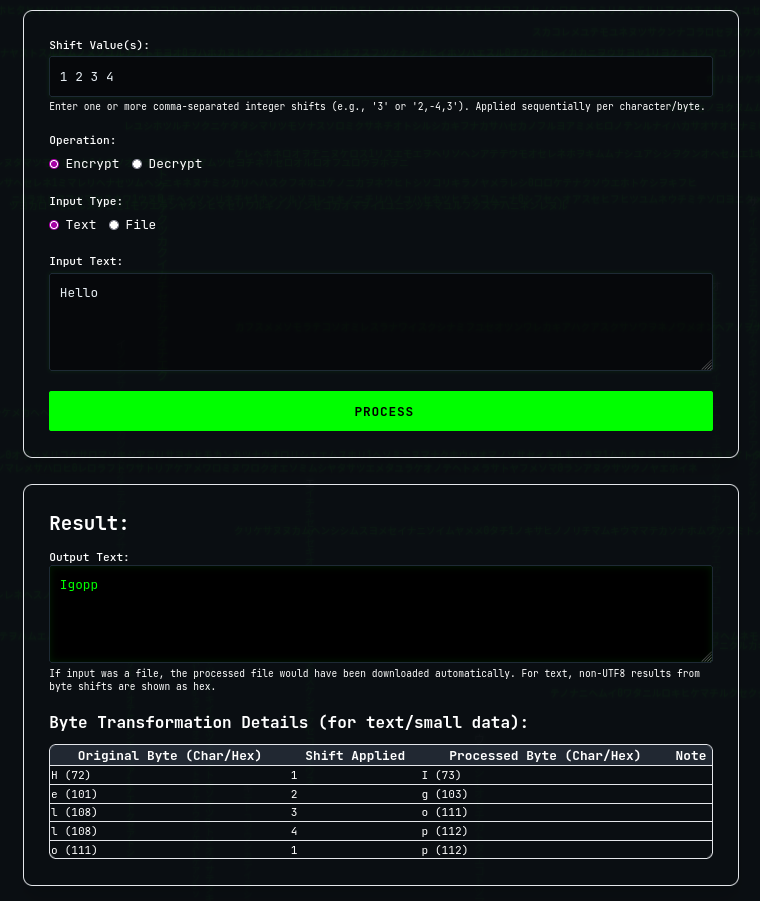 Shift Value(s):
1 2 3 4
Enter one or more comma-separated integer shifts (e.g., '3' or '2,-4,3'). Applied sequentially per character/byte.
Operation:
Encrypt Decrypt
Input Type:
Text File
Input Text:
Hello
PROCESS
Result:
Output Text:
Igopp
If input was a file, the processed file would have been downloaded automatically. For text, non-UTF8 results from
byte shifts are shown as hex.
Byte Transformation Details (for text/small data):
Original Byte (Char/Hex) Shift Applied Processed Byte (Char/Hex) Note
H (72) 1 I (73)
e (101) 2 g (103)
l (108) 3 o (111)
l (108) 4 p (112)
o (111) 1 p (112)